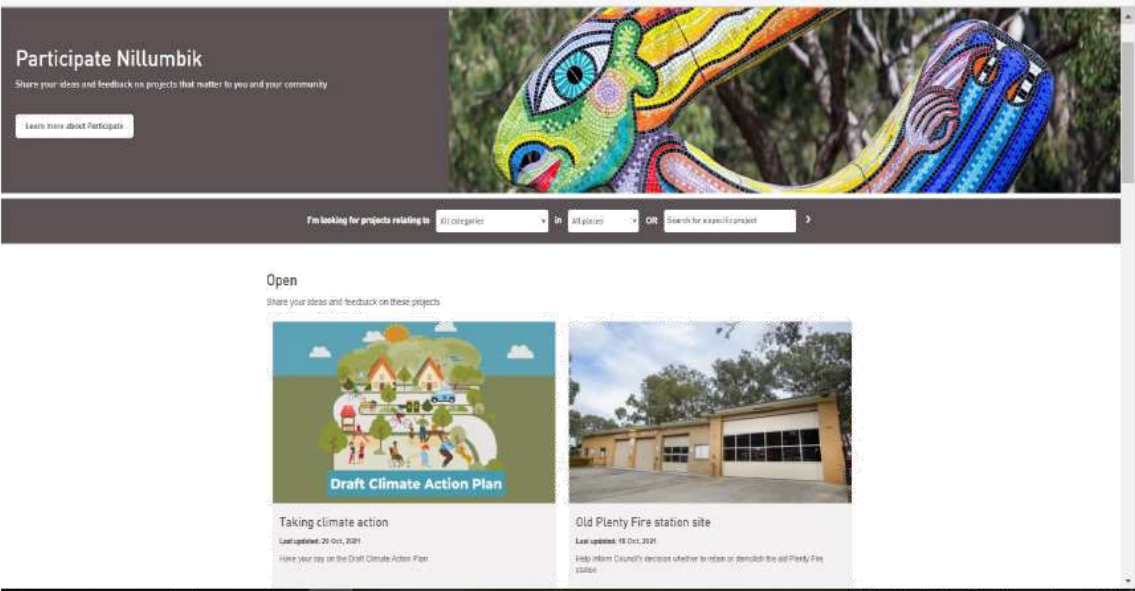 Participate Nillumbik
Share your ideas and feedback on projects that matter to you and your community
Learn more about Participate
I'm looking for projects relating to All categories in All places OR Search for a specific project
Open
Share your ideas and feedback on these projects
Draft Climate Action Plan
Taking climate action
Last updated: 20 Oct, 2021
Have your say on the Draft Climate Action Plan
Old Plenty Fire station site
Last updated: 18 Oct, 2021
Help inform Council's decision whether to retain or demolish the old Plenty Fire
station